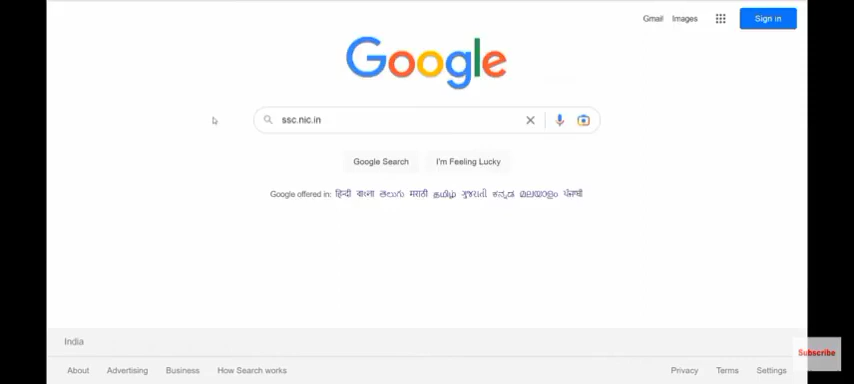 Gmail Images Sign in
Google
ssc.nic.in
Google Search I'm Feeling Lucky
Google offered in: हिन्दी বাংলা తెలుగు मराठी தமிழ் ગુજરાતી ಕನ್ನಡ മലയാളം ਪੰਜਾਬੀ
India
Subscribe
About Advertising Business How Search works Privacy Terms Settings